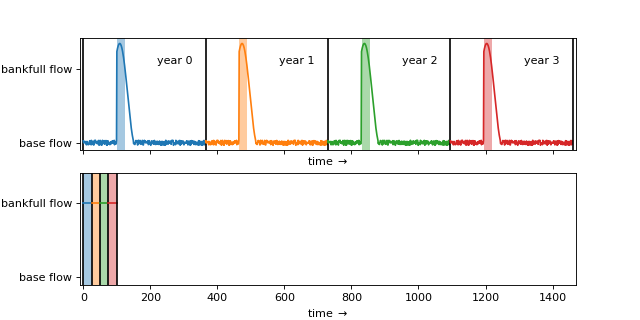 bankfull flow
base flow
year 0
year 1
year 2
year 3
time →
bankfull flow
base flow
0
200
400
600
800
1000
1200
1400
time →